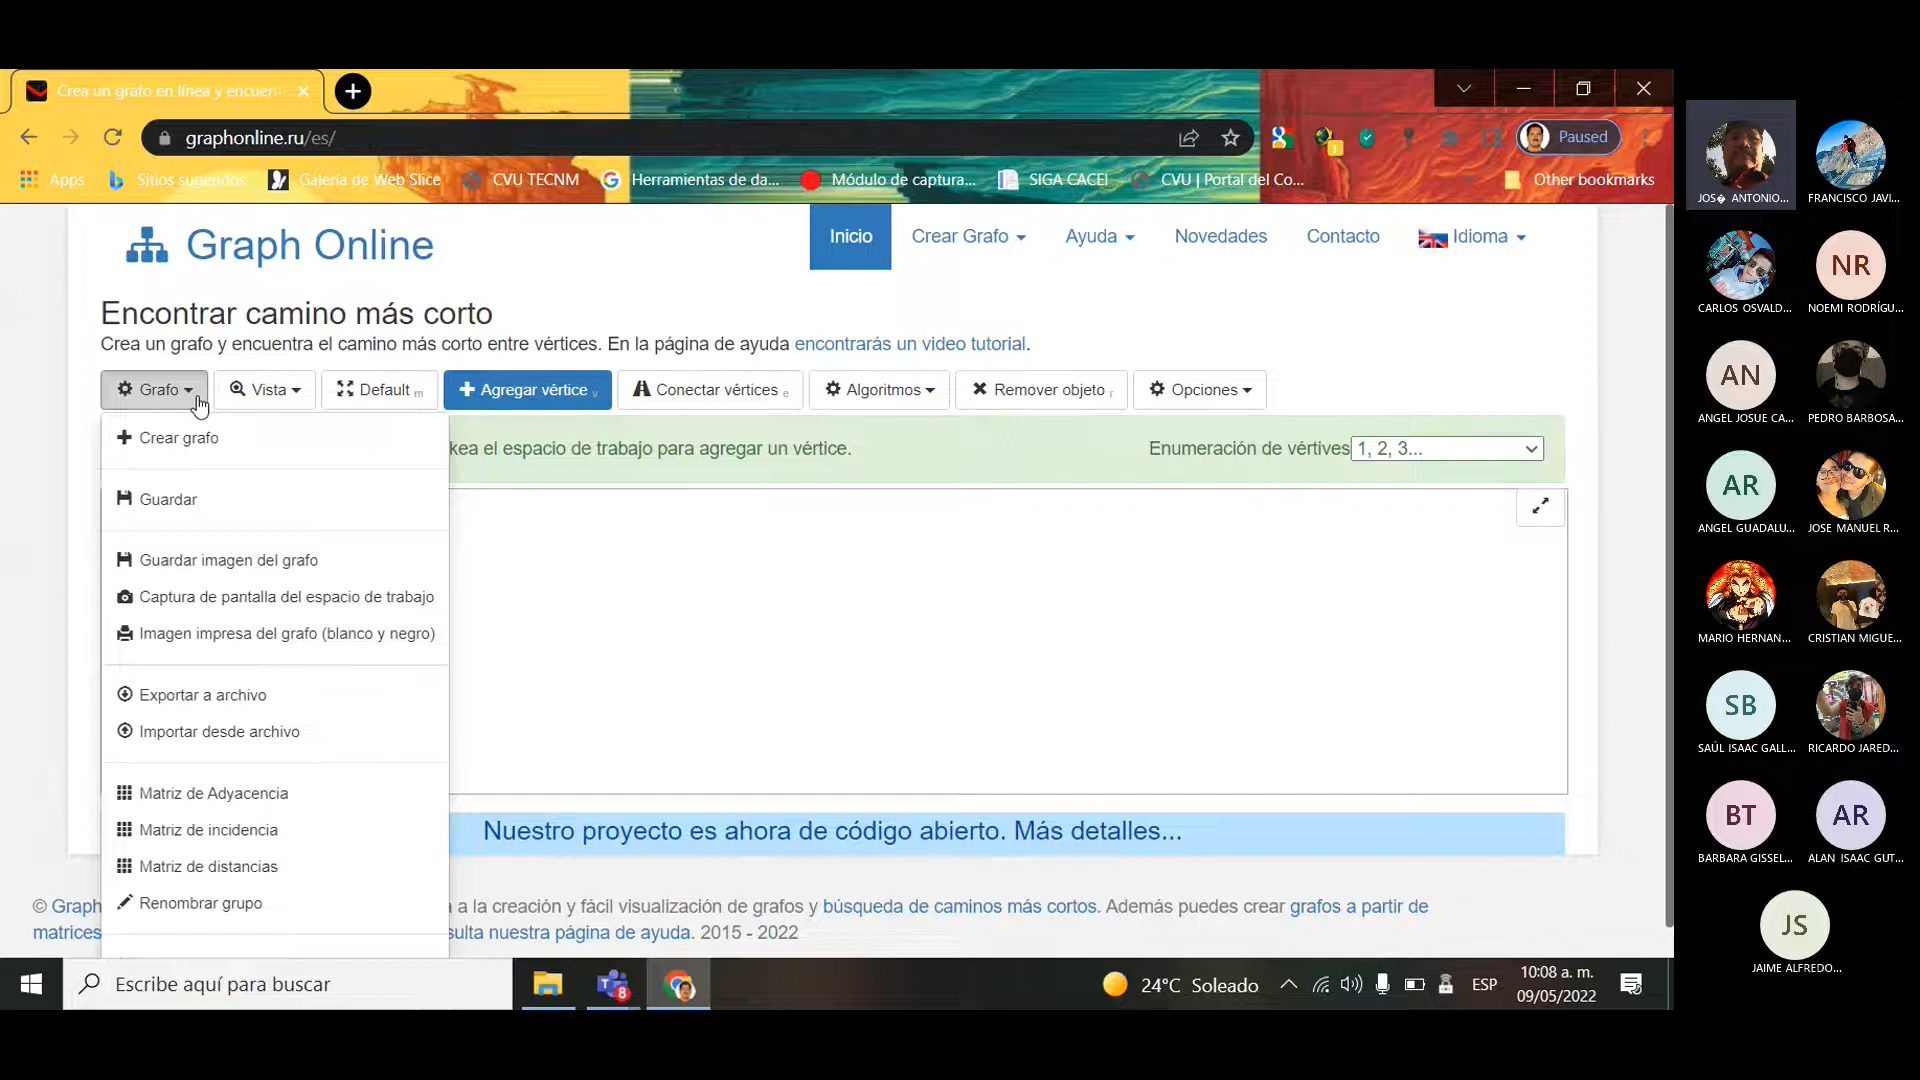 Crea un grafo en línea y encuen
graphonline.ru/es/
Paused
Apps
Sitios sugeridos
Galería de Web Slice
CVU TECNM
Herramientas de da...
Módulo de captura...
SIGA CACEI
CVU | Portal del Co...
Other bookmarks
Graph Online
Inicio
Crear Grafo
Ayuda
Novedades
Contacto
Idioma
Encontrar camino más corto
Crea un grafo y encuentra el camino más corto entre vértices. En la página de ayuda encontrarás un video tutorial.
Grafo
Vista
Default m
Agregar vértice v
Conectar vértices e
Algoritmos
Remover objeto r
Opciones
Crear grafo
Guardar
Guardar imagen del grafo
Captura de pantalla del espacio de trabajo
Imagen impresa del grafo (blanco y negro)
Exportar a archivo
Importar desde archivo
Matriz de Adyacencia
Matriz de incidencia
Matriz de distancias
Renombrar grupo
kea el espacio de trabajo para agregar un vértice.
Enumeración de vértives 1, 2, 3...
Nuestro proyecto es ahora de código abierto. Más detalles...
© Graph
a a la creación y fácil visualización de grafos y búsqueda de caminos más cortos. Además puedes crear grafos a partir de
matrices
sulta nuestra página de ayuda. 2015 - 2022
Escribe aquí para buscar
8
24°C Soleado
ESP
10:08 a. m.
09/05/2022
JOS� ANTONIO...
FRANCISCO JAVI...
CARLOS OSVALD...
NR
NOEMI RODRÍGU...
AN
ANGEL JOSUE CA...
PEDRO BARBOSA...
AR
ANGEL GUADALU...
JOSE MANUEL R...
MARIO HERNAN...
CRISTIAN MIGUE...
SB
SAÚL ISAAC GALL...
RICARDO JARED...
BT
BARBARA GISSEL...
AR
ALAN ISAAC GUT...
JS
JAIME ALFREDO...